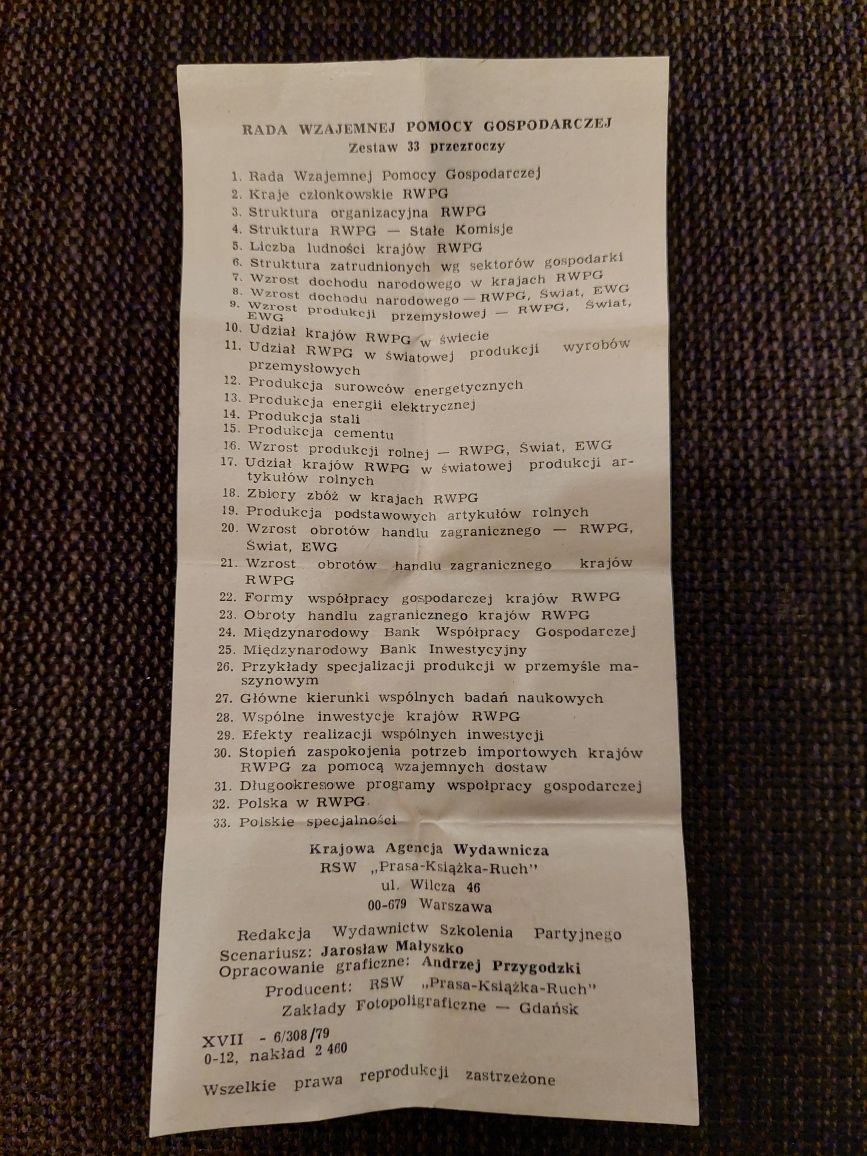 RADA WZAJEMNEJ POMOCY GOSPODARCZEJ
Zestaw 33 przezroczy
1. Rada Wzajemnej Pomocy Gospodarczej
2. Kraje członkowskie RWPG
3. Struktura organizacyjna RWPG
4. Struktura RWPG — Stałe Komisje
5. Liczba ludności krajów RWPG
6. Struktura zatrudnionych wg sektorów gospodarki
7. Wzrost dochodu narodowego w krajach RWPG
8. Wzrost dochodu narodowego — RWPG, Świat, EWG
9. Wzrost produkcji przemysłowej — RWPG, Świat,
EWG
10. Udział krajów RWPG w świecie
11. Udział RWPG w światowej produkcji wyrobów
przemysłowych
12. Produkcja surowców energetycznych
13. Produkcja energii elektrycznej
14. Produkcja stali
15. Produkcja cementu
16. Wzrost produkcji rolnej — RWPG, Świat, EWG
17. Udział krajów RWPG w światowej produkcji ar-
tykułów rolnych
18. Zbiory zbóż w krajach RWPG
19. Produkcja podstawowych artykułów rolnych
20. Wzrost obrotów handlu zagranicznego — RWPG,
Świat, EWG
21. Wzrost obrotów handlu zagranicznego krajów
RWPG
22. Formy współpracy gospodarczej krajów RWPG
23. Obroty handlu zagranicznego krajów RWPG
24. Międzynarodowy Bank Współpracy Gospodarczej
25. Międzynarodowy Bank Inwestycyjny
26. Przykłady specjalizacji produkcji w przemyśle ma-
szynowym
27. Główne kierunki wspólnych badań naukowych
28. Wspólne inwestycje krajów RWPG
29. Efekty realizacji wspólnych inwestycji
30. Stopień zaspokojenia potrzeb importowych krajów
RWPG za pomocą wzajemnych dostaw
31. Długookresowe programy wspołpracy gospodarczej
32. Polska w RWPG
33. Polskie specjalności
Krajowa Agencja Wydawnicza
RSW „Prasa-Książka-Ruch”
ul. Wilcza 46
00-679 Warszawa
Redakcja Wydawnictw Szkolenia Partyjnego
Scenariusz: Jarosław Małyszko
Opracowanie graficzne: Andrzej Przygodzki
Producent: RSW „Prasa-Książka-Ruch”
Zakłady Fotopoligraficzne — Gdańsk
XVII - 6/308/79
0-12, nakład 2 460
Wszelkie prawa reprodukcji zastrzeżone